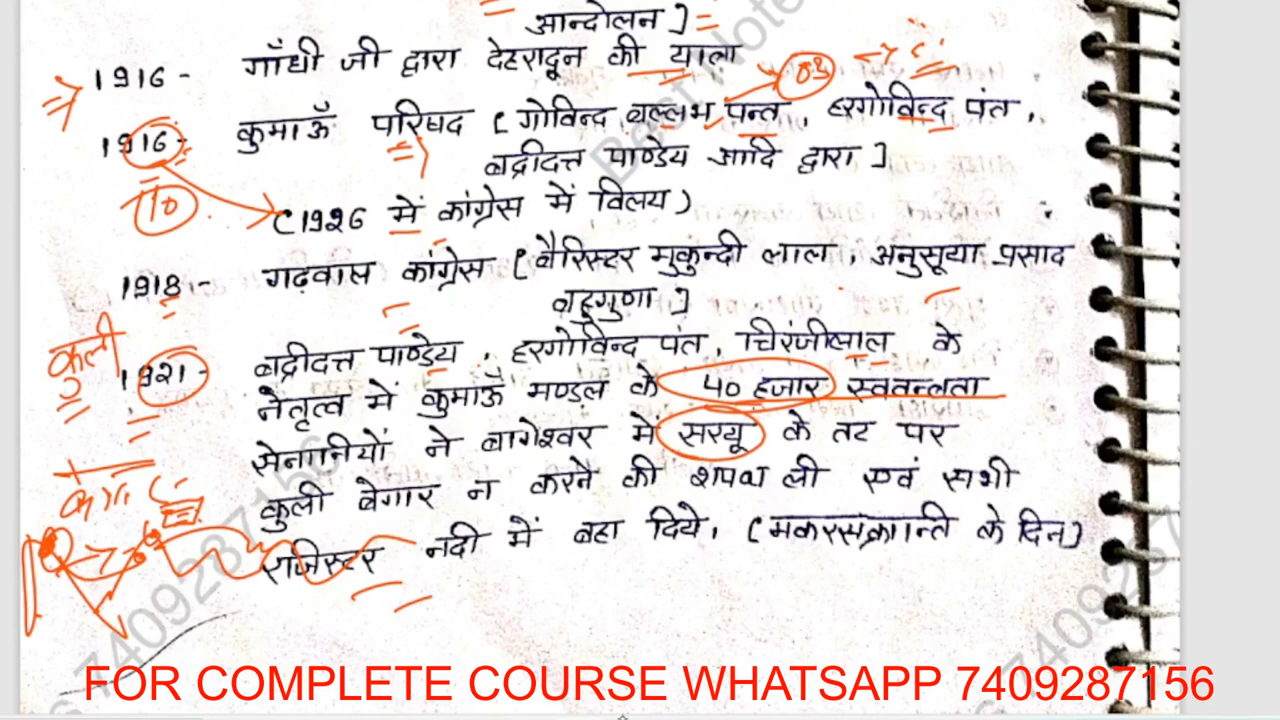 आन्दोलन ]
1916 - गाँधी जी द्वारा देहरादून की यात्रा
03
1916 - कुमाऊँ परिषद [ गोविन्द वल्लभ पन्त , हरगोविन्द पंत ,
बद्रीदत्त पाण्डेय आदि द्वारा ]
10
( 1926 में कांग्रेस में विलय )
1918 - गढ़वाल कांग्रेस [ बैरिस्टर मुकुन्दी लाल , अनुसूया प्रसाद
बहुगुणा ]
कुली
1921 - बद्रीदत्त पाण्डेय , हरगोविन्द पंत , चिरंजीलाल के
नेतृत्व में कुमाऊँ मण्डल के 40 हजार स्वतन्त्रता
सेनानीयों ने बागेश्वर में सरयू के तट पर
कुली बेगार न करने की शपथ ली एवं सभी
रजिस्टर नदी में बहा दिये . [ मकरसंक्रान्ति के दिन ]
7409287156
FOR COMPLETE COURSE WHATSAPP 7409287156